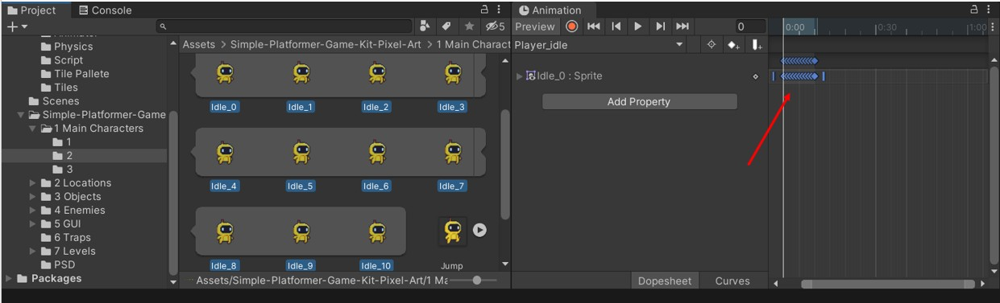 Project
Console
5
Animator
Physics
Script
Tile Pallete
Tiles
Scenes
Simple-Platformer-Game
1 Main Characters
1
2
3
2 Locations
3 Objects
4 Enemies
5 GUI
6 Traps
7 Levels
PSD
Packages
Assets > Simple-Platformer-Game-Kit-Pixel-Art > 1 Main Charact
Idle_0 Idle_1 Idle_2 Idle_3
Idle_4 Idle_5 Idle_6 Idle_7
Idle_8 Idle_9 Idle_10 Jump
Assets/Simple-Platformer-Game-Kit-Pixel-Art/1 Ma
Animation
Preview 0
0:00 0:30 1:00
Player_idle
Idle_0 : Sprite
Add Property
Dopesheet Curves